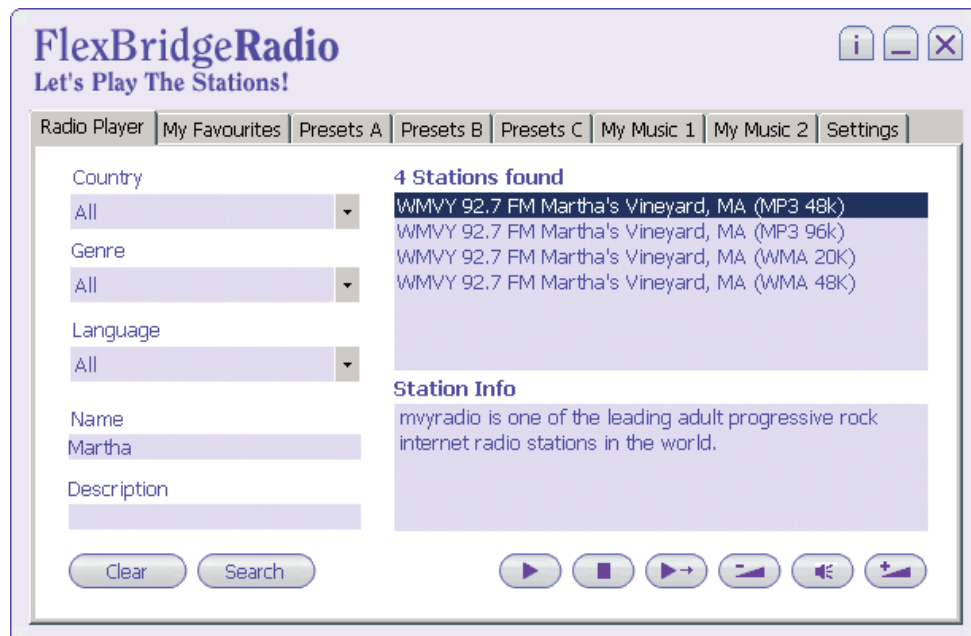 FlexBridgeRadio
Let's Play The Stations!
Radio Player My Favourites Presets A Presets B Presets C My Music 1 My Music 2 Settings
Country
All
Genre
All
Language
All
Name
Martha
Description
Clear Search
4 Stations found
WMVY 92.7 FM Martha's Vineyard, MA (MP3 48k)
WMVY 92.7 FM Martha's Vineyard, MA (MP3 96k)
WMVY 92.7 FM Martha's Vineyard, MA (WMA 20K)
WMVY 92.7 FM Martha's Vineyard, MA (WMA 48K)
Station Info
mvyradio is one of the leading adult progressive rock
internet radio stations in the world.